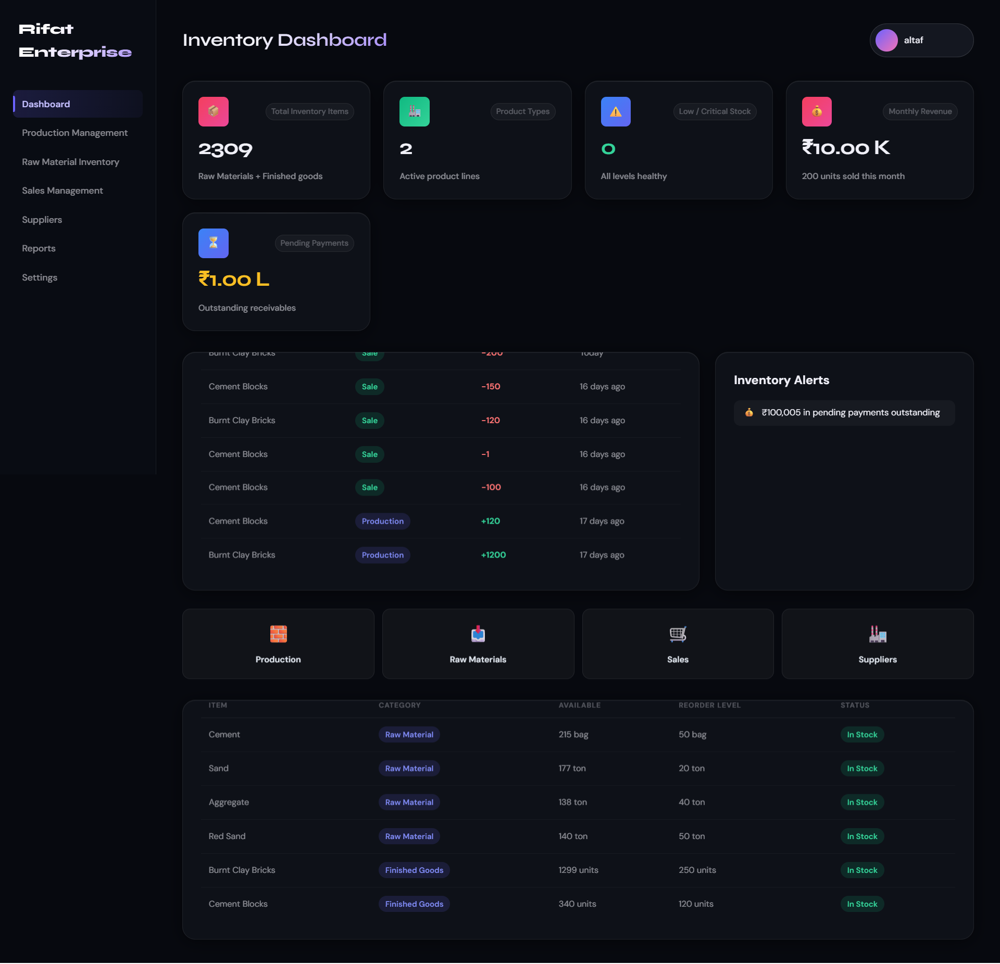 Rifat
Enterprise
Dashboard
Production Management
Raw Material Inventory
Sales Management
Suppliers
Reports
Settings
Inventory Dashboard
altaf
Total Inventory Items
2309
Raw Materials + Finished goods
Product Types
2
Active product lines
Low / Critical Stock
0
All levels healthy
Monthly Revenue
₹10.00 K
200 units sold this month
Pending Payments
₹1.00 L
Outstanding receivables
Burnt Clay Bricks Sale -200 Today
Cement Blocks Sale -150 16 days ago
Burnt Clay Bricks Sale -120 16 days ago
Cement Blocks Sale -1 16 days ago
Cement Blocks Sale -100 16 days ago
Cement Blocks Production +120 17 days ago
Burnt Clay Bricks Production +1200 17 days ago
Inventory Alerts
₹100,005 in pending payments outstanding
Production
Raw Materials
Sales
Suppliers
ITEM CATEGORY AVAILABLE REORDER LEVEL STATUS
Cement Raw Material 215 bag 50 bag In Stock
Sand Raw Material 177 ton 20 ton In Stock
Aggregate Raw Material 138 ton 40 ton In Stock
Red Sand Raw Material 140 ton 50 ton In Stock
Burnt Clay Bricks Finished Goods 1299 units 250 units In Stock
Cement Blocks Finished Goods 340 units 120 units In Stock